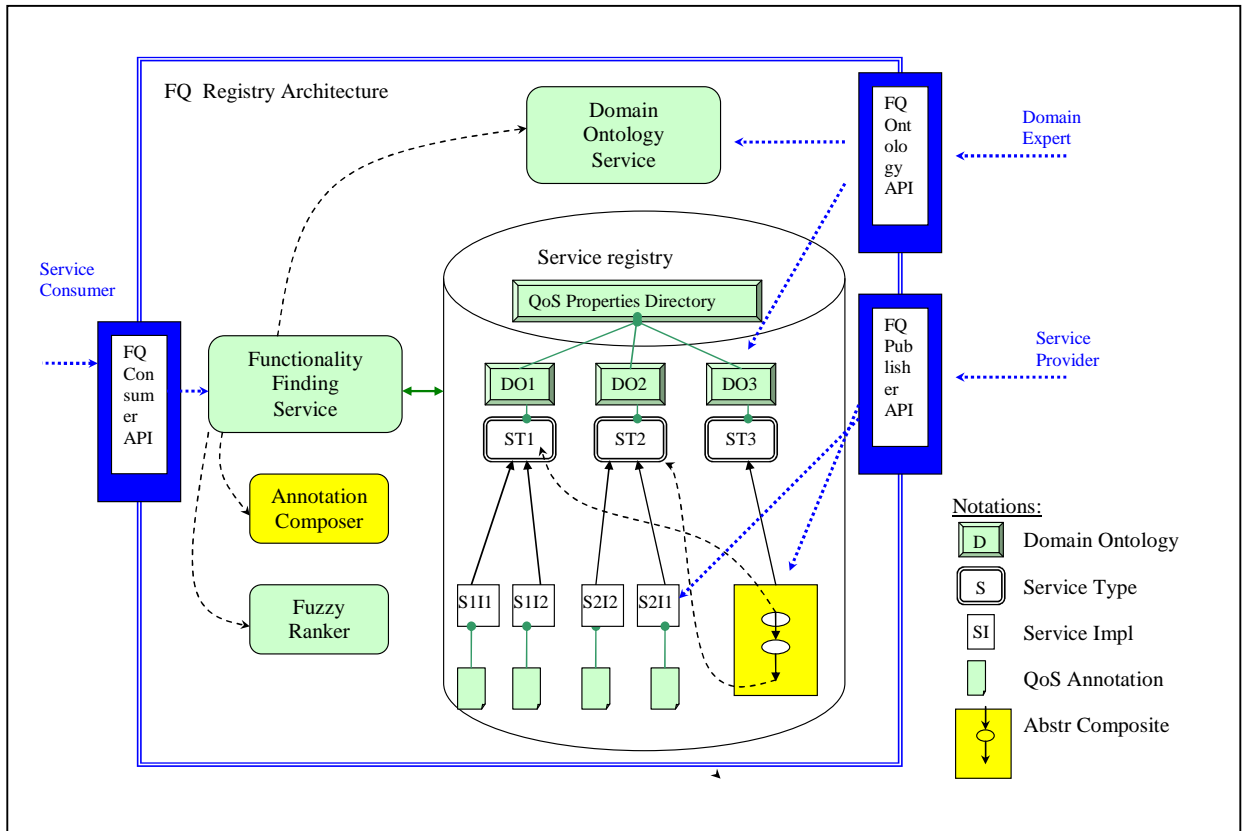 FQ Registry Architecture
Domain
Ontology
Service
FQ
Ont
olo
gy
API
Domain
Expert
Service
Consumer
Service registry
QoS Properties Directory
FQ
Con
sum
er
API
Functionality
Finding
Service
FQ
Pub
lish
er
API
Service
Provider
DO1
DO2
DO3
ST1
ST2
ST3
Annotation
Composer
Fuzzy
Ranker
S1I1
S1I2
S2I2
S2I1
Notations:
D
Domain Ontology
S
Service Type
SI
Service Impl
QoS Annotation
Abstr Composite